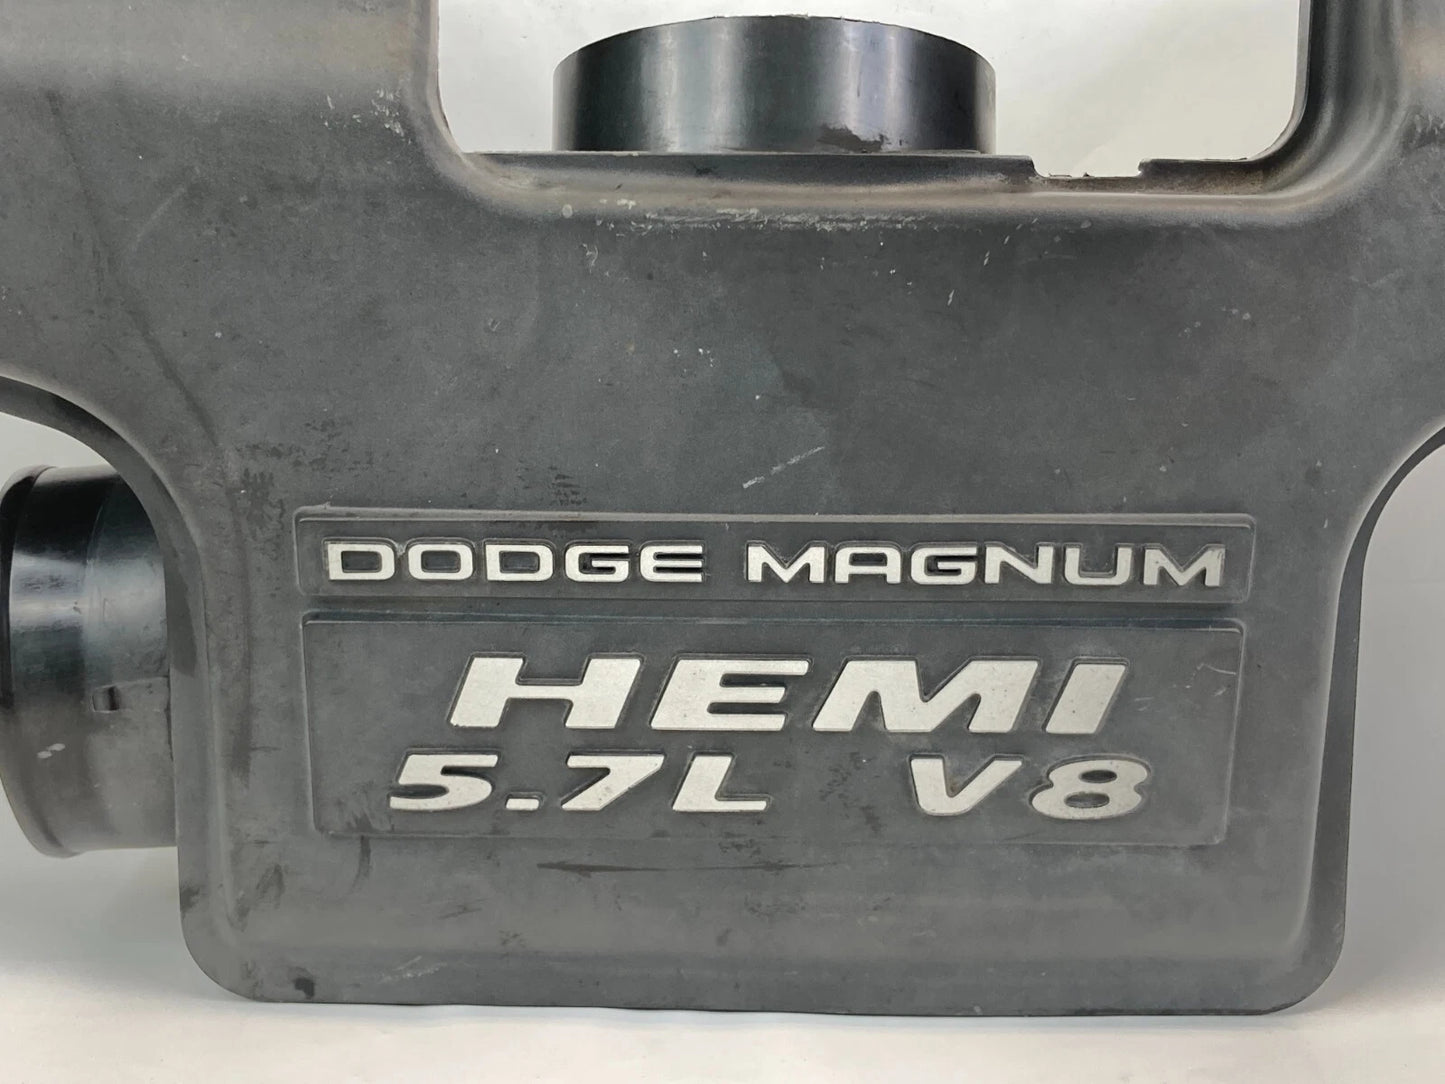 DODGE MAGNUM
HEMI
5.7L V8